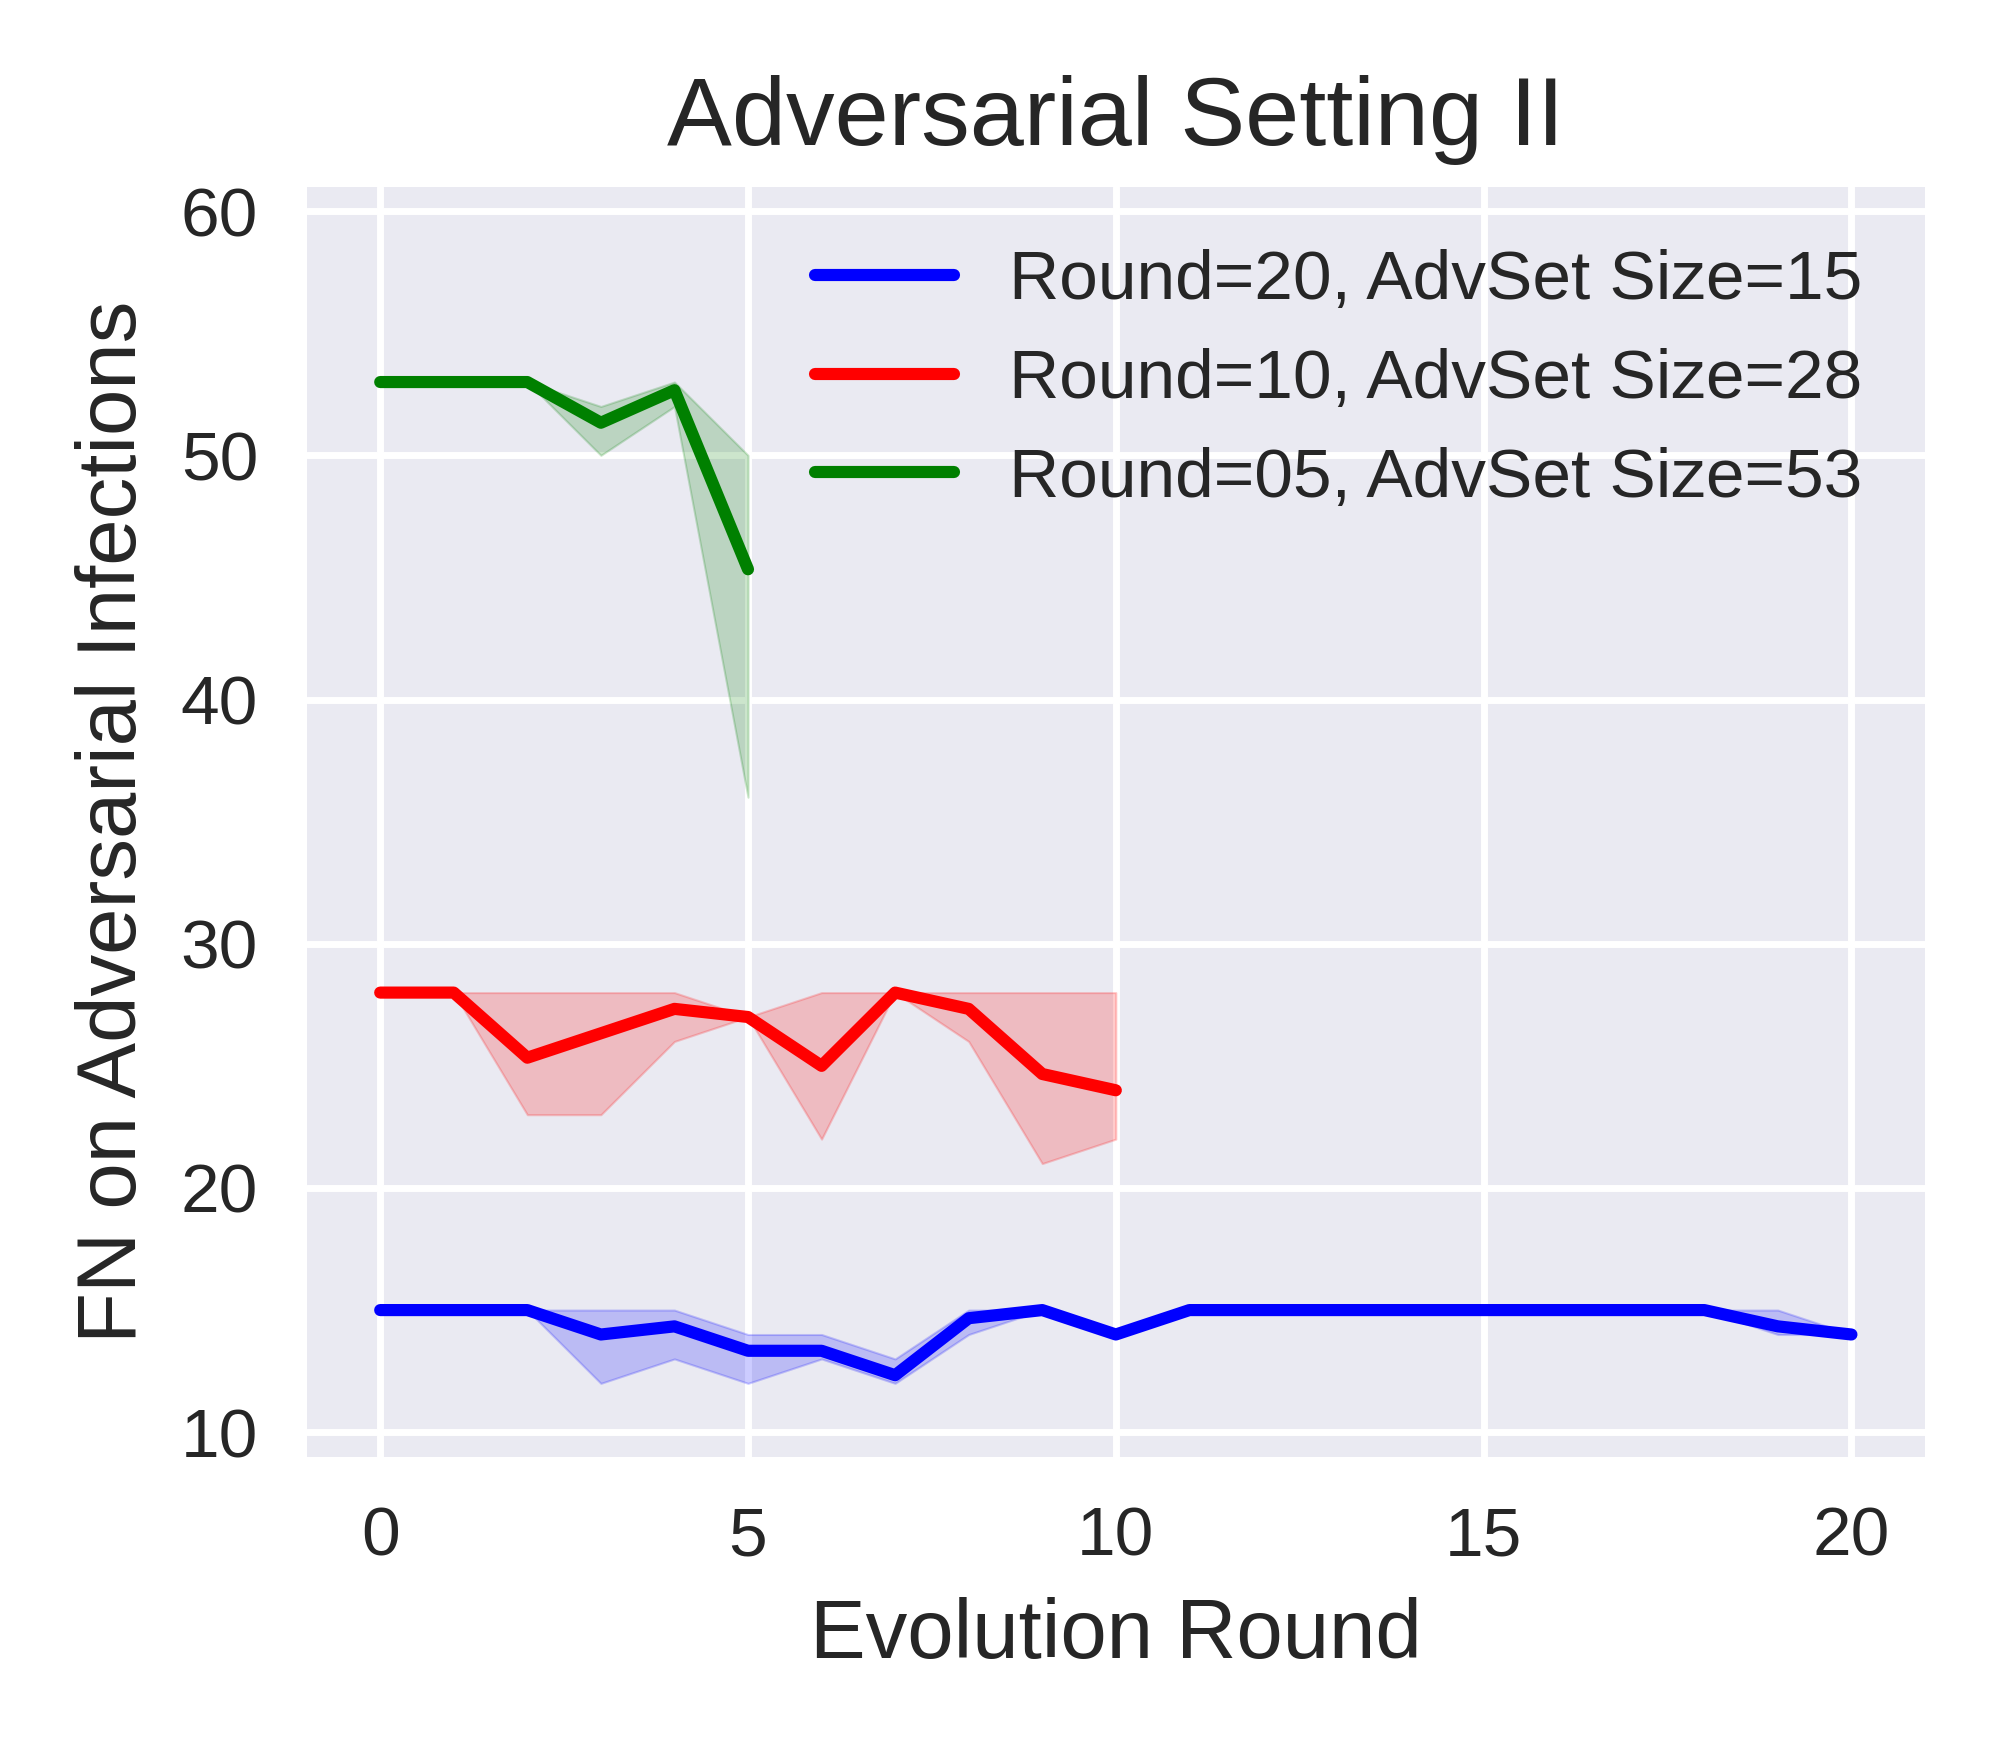 Adversarial Setting II
FN on Adversarial Infections
60
50
40
30
20
10
Round=20, AdvSet Size=15
Round=10, AdvSet Size=28
Round=05, AdvSet Size=53
0 5 10 15 20
Evolution Round